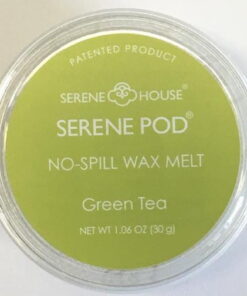 PATENTED PRODUCT
SERENE HOUSE®
SERENE POD®
NO-SPILL WAX MELT
Green Tea
NET WT 1.06 OZ (30 g)